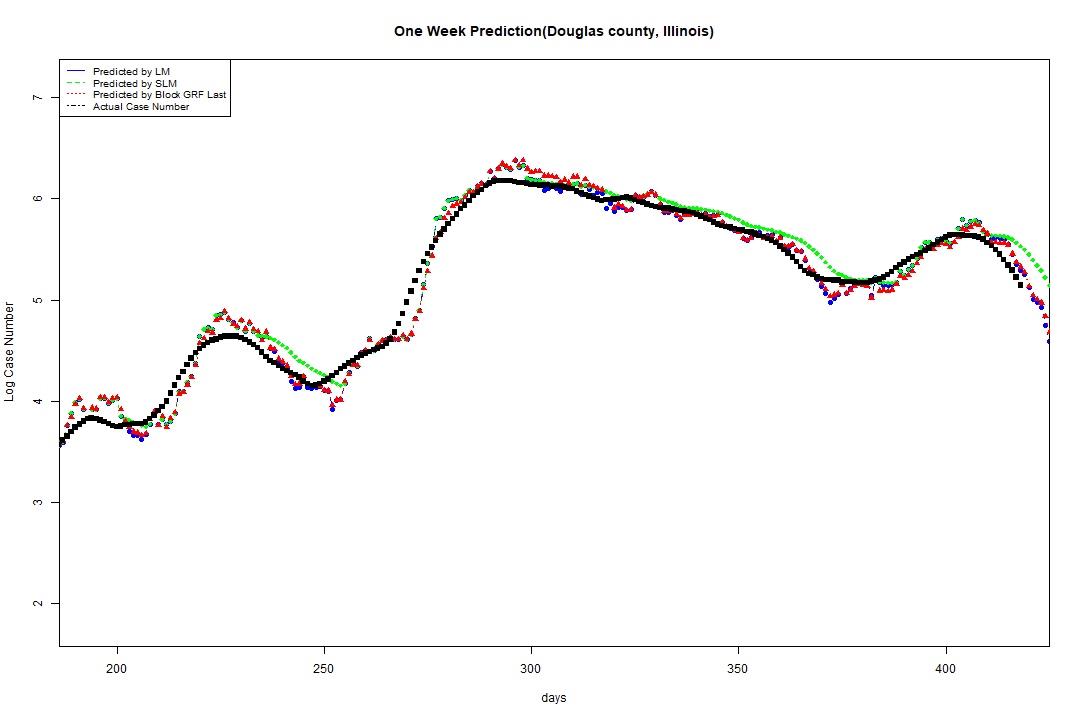 One Week Prediction(Douglas county, Illinois)
Predicted by LM
Predicted by SLM
Predicted by Block GRF Last
Actual Case Number
7
6
5
4
3
2
Log Case Number
200 250 300 350 400
days